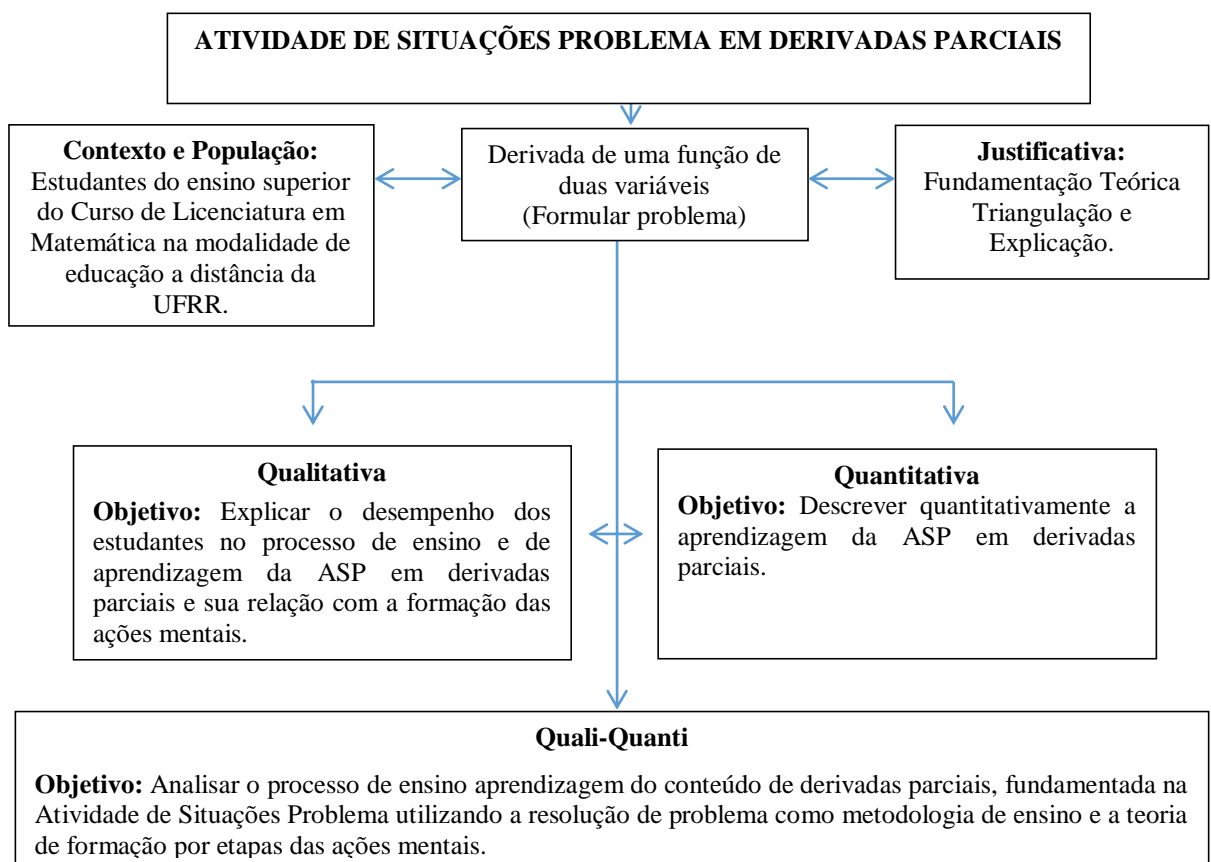 ATIVIDADE DE SITUAÇÕES PROBLEMA EM DERIVADAS PARCIAIS
Contexto e População:
Estudantes do ensino superior
do Curso de Licenciatura em
Matemática na modalidade de
educação a distância da
UFRR.
Derivada de uma função de
duas variáveis
(Formular problema)
Justificativa:
Fundamentação Teórica
Triangulação e
Explicação.
Qualitativa
Objetivo: Explicar o desempenho dos
estudantes no processo de ensino e de
aprendizagem da ASP em derivadas
parciais e sua relação com a formação das
ações mentais.
Quantitativa
Objetivo: Descrever quantitativamente a
aprendizagem da ASP em derivadas
parciais.
Quali-Quanti
Objetivo: Analisar o processo de ensino aprendizagem do conteúdo de derivadas parciais, fundamentada na
Atividade de Situações Problema utilizando a resolução de problema como metodologia de ensino e a teoria
de formação por etapas das ações mentais.